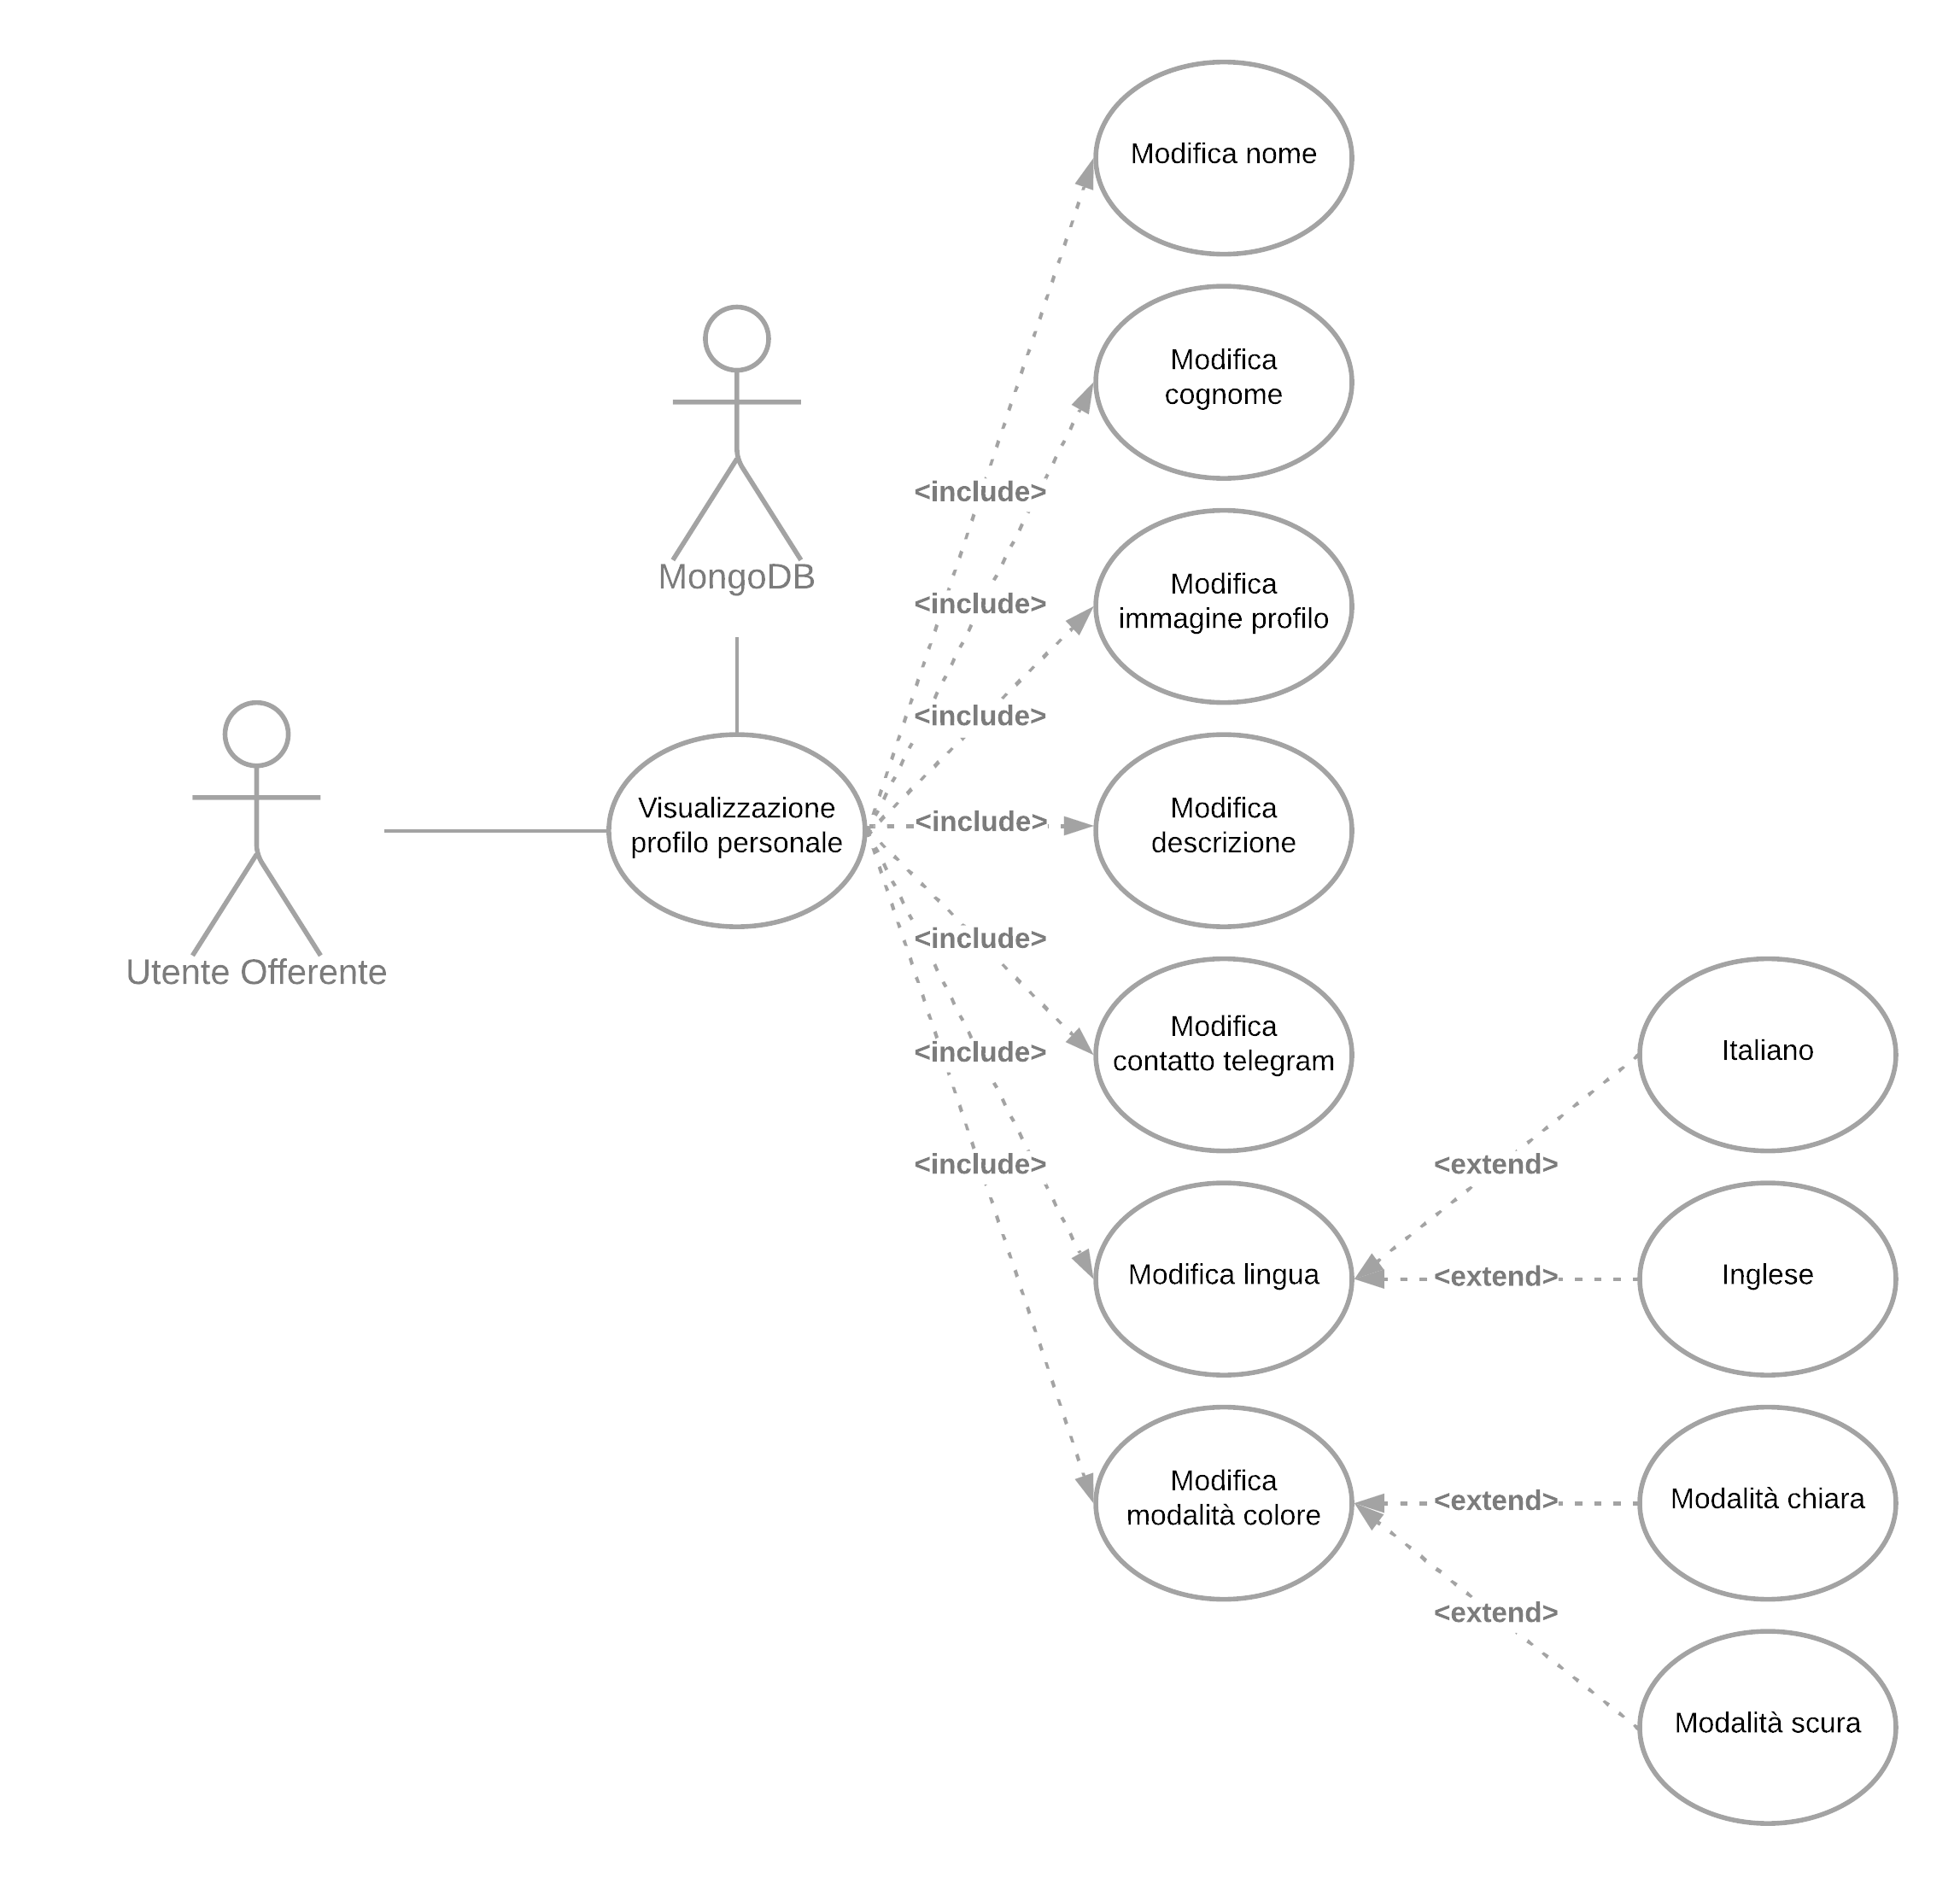 Modifica nome
Modifica
cognome
<include>
MongoDB
<include>
Modifica
immagine profilo
<include>
Utente Offerente
Visualizzazione
profilo personale
<include>
Modifica
descrizione
<include>
Modifica
contatto telegram
<include>
Italiano
<include>
<extend>
Modifica lingua
<extend>
Inglese
Modifica
modalità colore
<extend>
Modalità chiara
<extend>
Modalità scura